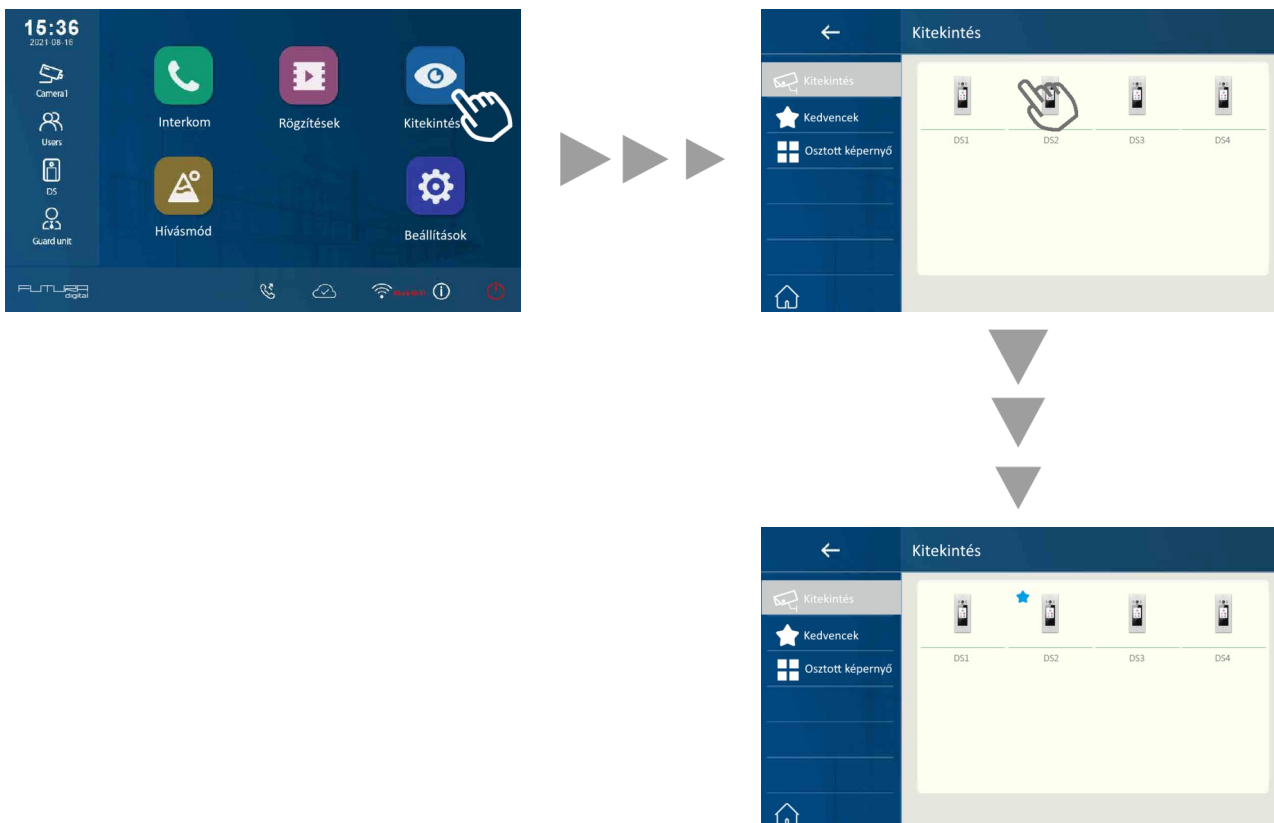 15:36
2021-08-16
Camera1
Users
DS
Guard unit
Interkom
Rögzítések
Kitekintés
Hívásmód
Beállítások
FUTURA
digital
Kitekintés
Kitekintés
Kedvencek
Osztott képernyő
DS1
DS2
DS3
DS4
Kitekintés
Kitekintés
Kedvencek
Osztott képernyő
DS1
DS2
DS3
DS4